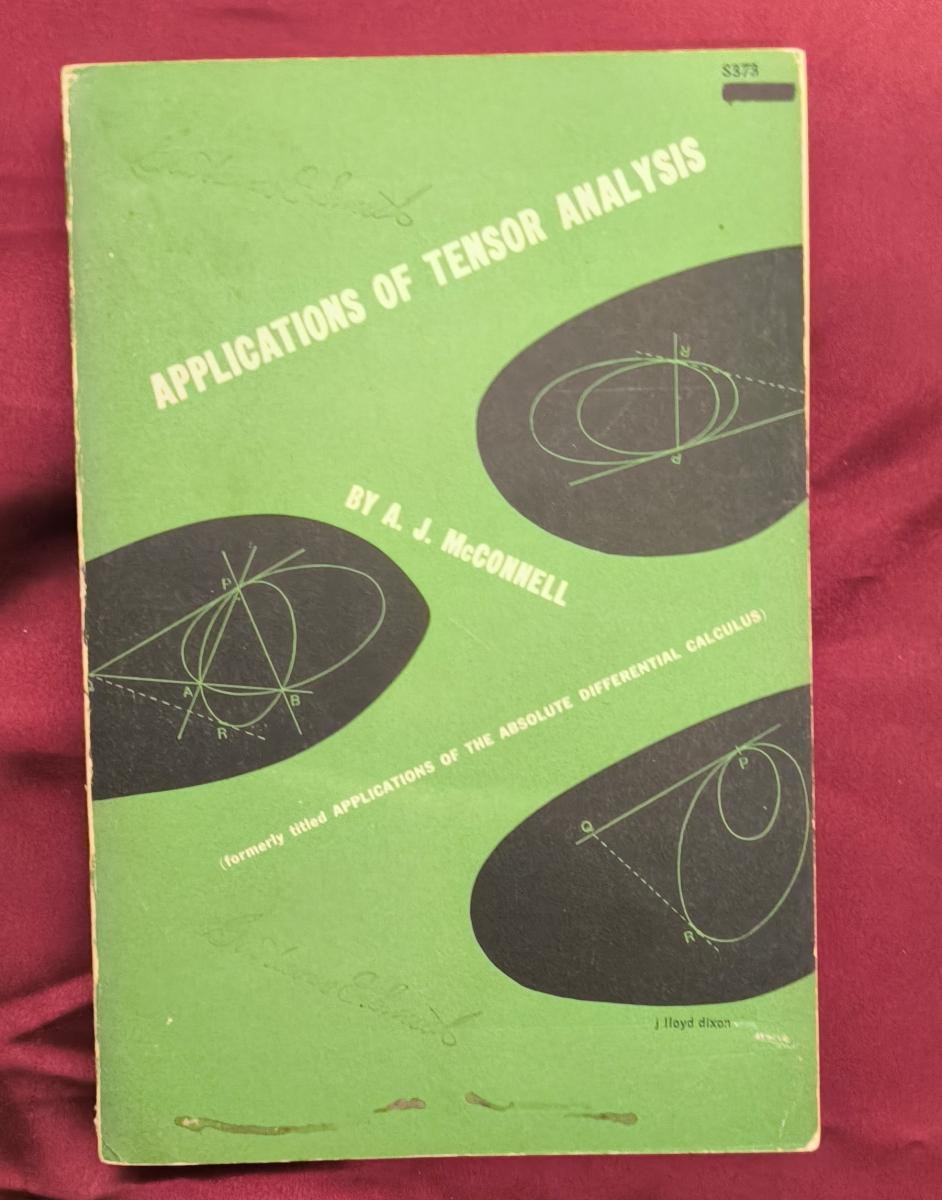 S373
APPLICATIONS OF TENSOR ANALYSIS
R
P
BY A. J. McCONNELL
P
A
B
R
(formerly titled APPLICATIONS OF THE ABSOLUTE DIFFERENTIAL CALCULUS)
P
Q
R
j lloyd dixon